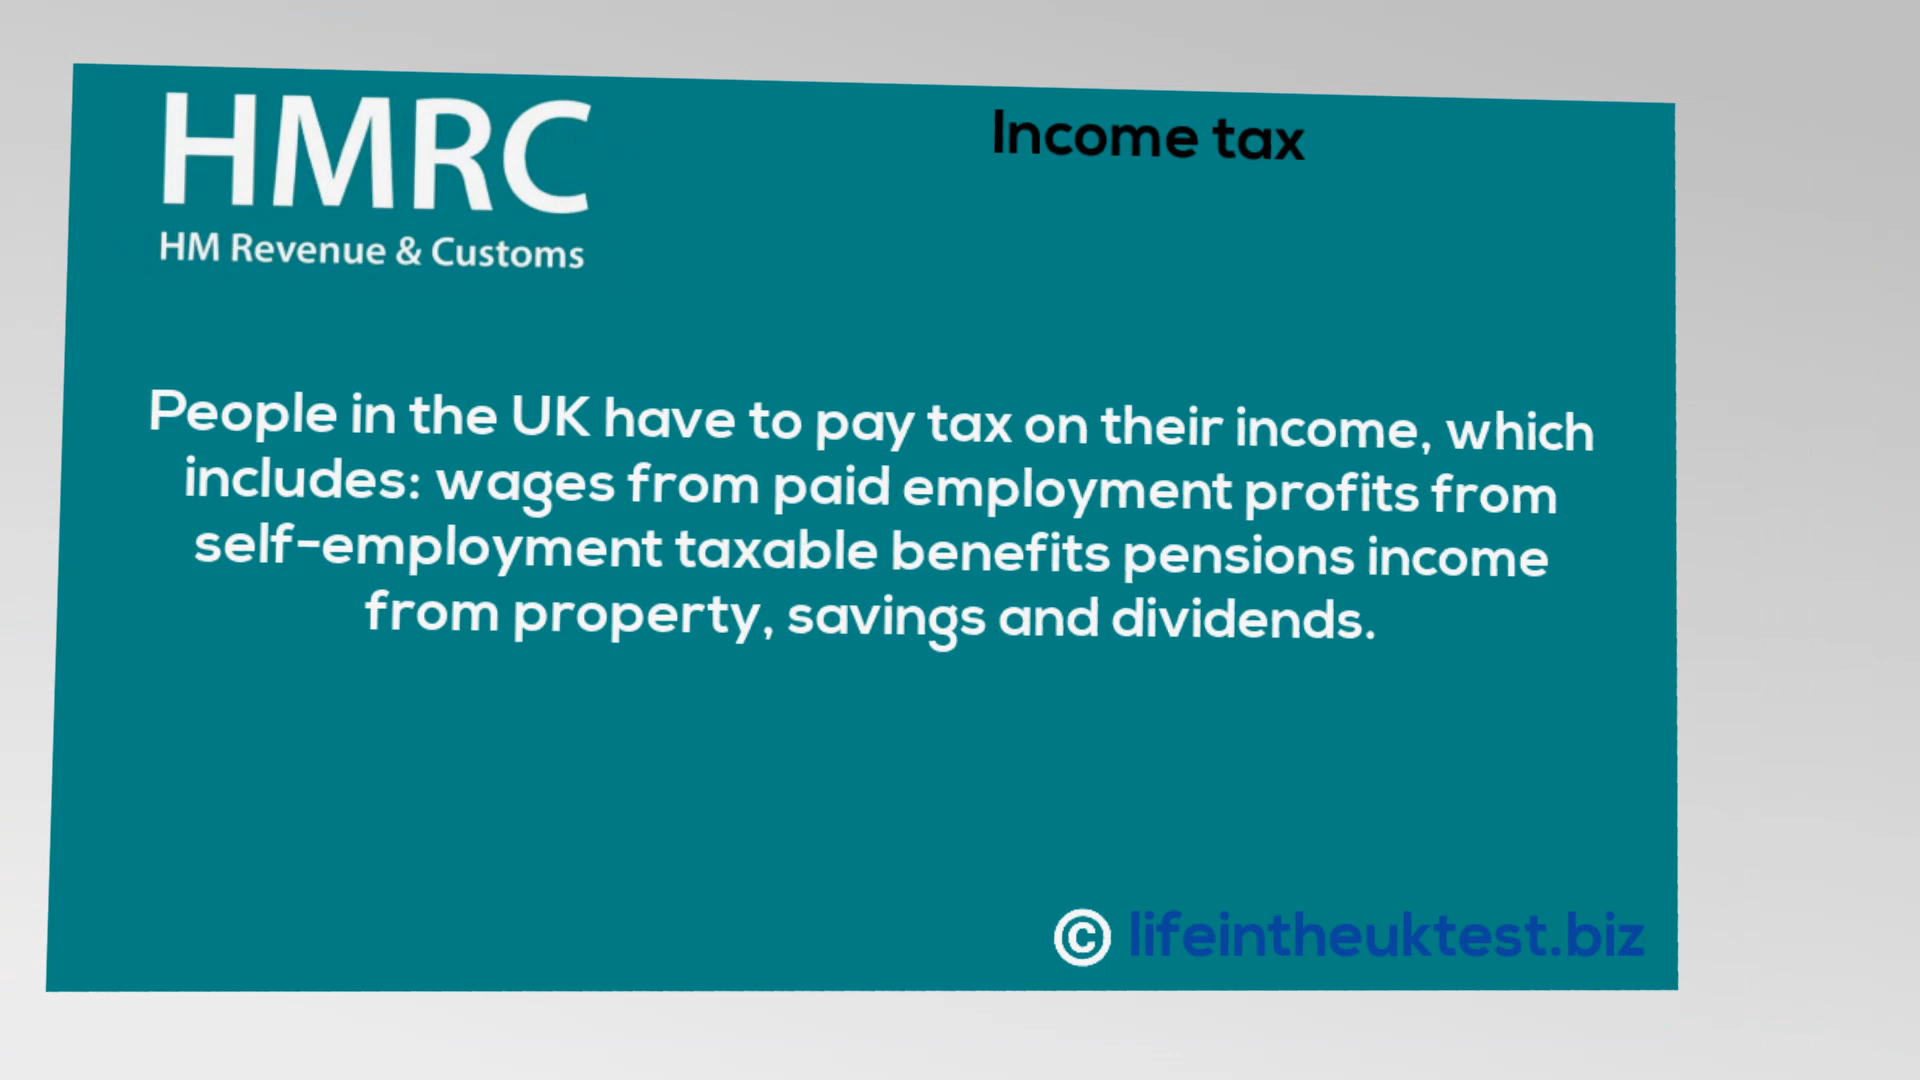 HMRC
HM Revenue & Customs
Income tax
People in the UK have to pay tax on their income, which
includes: wages from paid employment profits from
self-employment taxable benefits pensions income
from property, savings and dividends.
© lifeintheuktest.biz